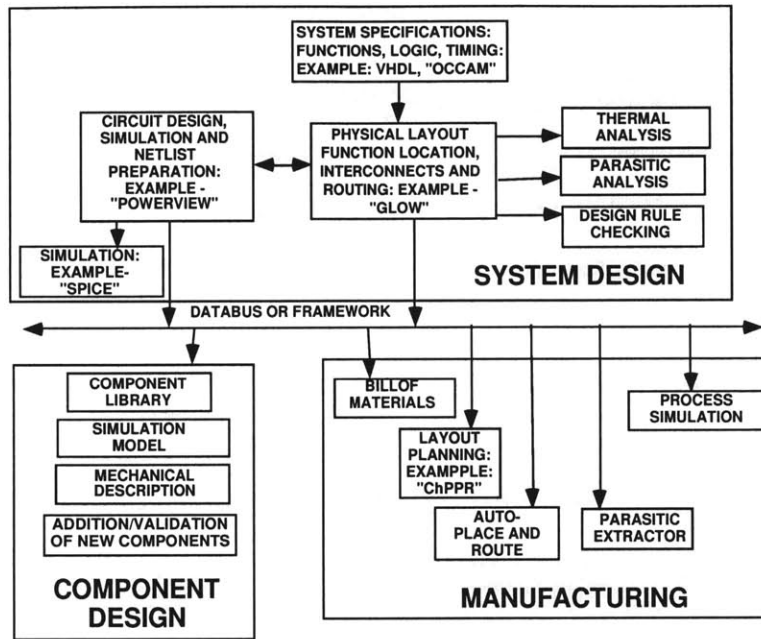 SYSTEM SPECIFICATIONS:
FUNCTIONS, LOGIC, TIMING:
EXAMPLE: VHDL, "OCCAM"
CIRCUIT DESIGN,
SIMULATION AND
NETLIST
PREPARATION:
EXAMPLE -
"POWERVIEW"
PHYSICAL LAYOUT
FUNCTION LOCATION,
INTERCONNECTS AND
ROUTING: EXAMPLE -
"GLOW"
THERMAL
ANALYSIS
PARASITIC
ANALYSIS
DESIGN RULE
CHECKING
SIMULATION:
EXAMPLE-
"SPICE"
SYSTEM DESIGN
DATABUS OR FRAMEWORK
COMPONENT
LIBRARY
SIMULATION
MODEL
MECHANICAL
DESCRIPTION
ADDITION/VALIDATION
OF NEW COMPONENTS
COMPONENT
DESIGN
BILLOF
MATERIALS
LAYOUT
PLANNING:
EXAMPPLE:
"ChPPR"
AUTO-
PLACE AND
ROUTE
PARASITIC
EXTRACTOR
PROCESS
SIMULATION
MANUFACTURING